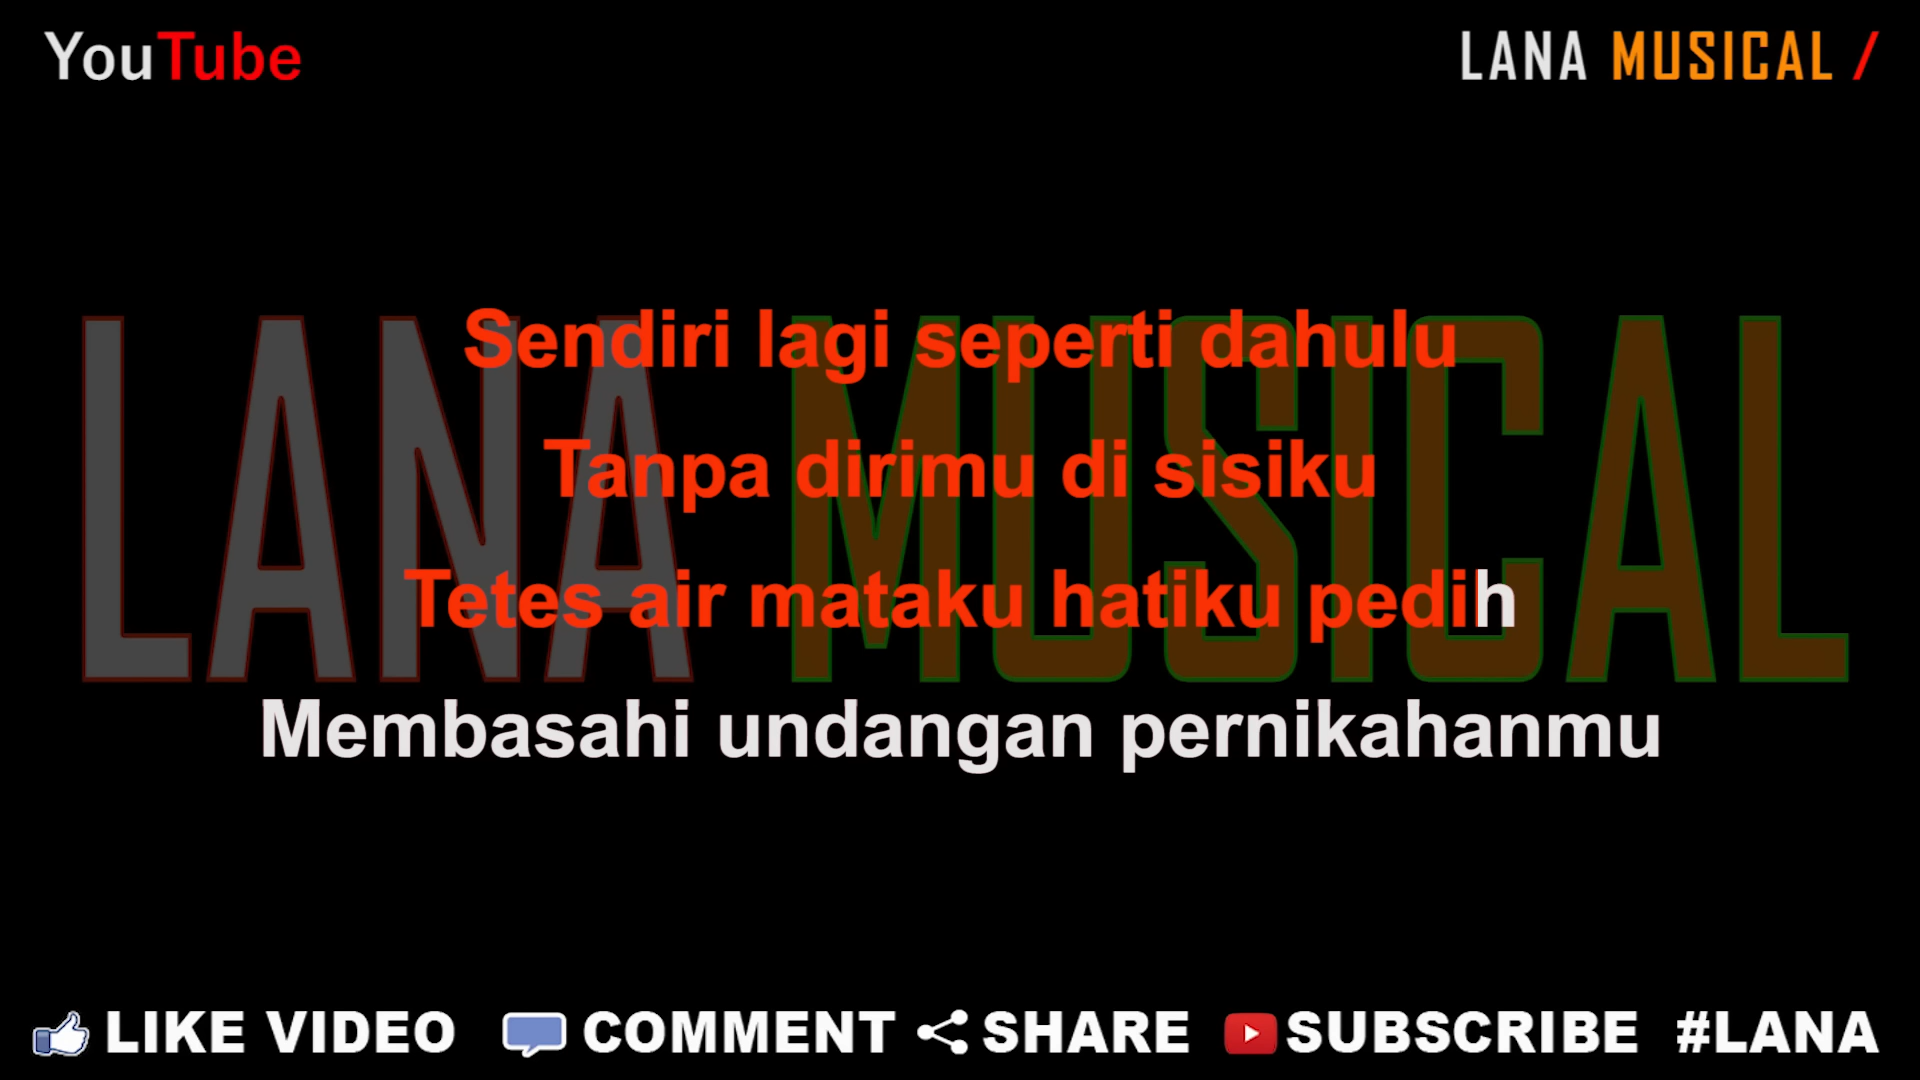 YouTube
LANA MUSICAL /
LANA MUSICAL
Sendiri lagi seperti dahulu
Tanpa dirimu di sisiku
Tetes air mataku hatiku pedih
Membasahi undangan pernikahanmu
LIKE VIDEO COMMENT SHARE SUBSCRIBE #LANA